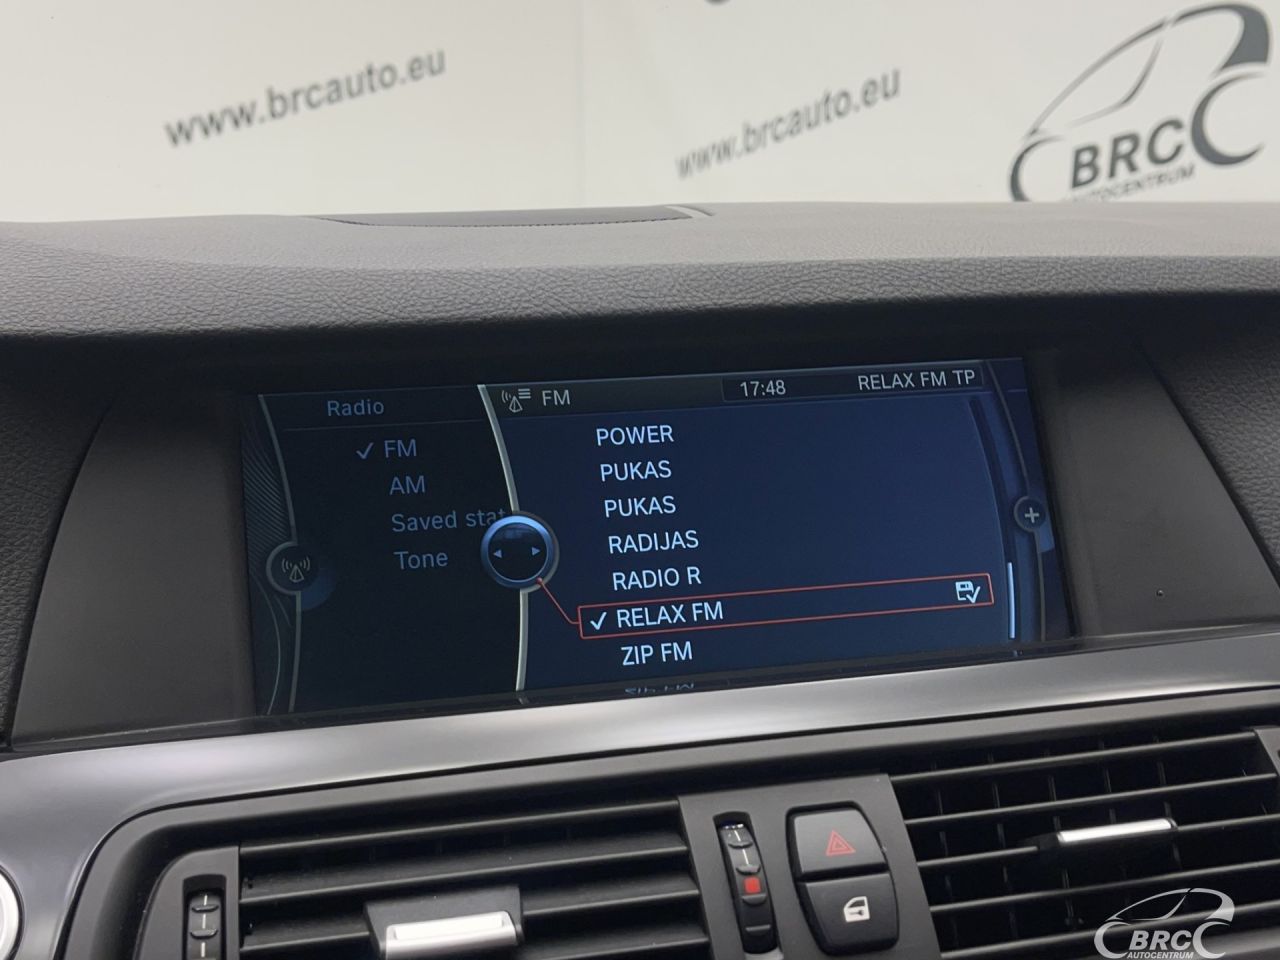 www.brcauto.eu
www.brcauto.eu
BRC
AUTOCENTRUM
Radio
FM
17:48
RELAX FM TP
FM
AM
Saved stat
Tone
POWER
PUKAS
PUKAS
RADIJAS
RADIO R
RELAX FM
ZIP FM
BRC
AUTOCENTRUM